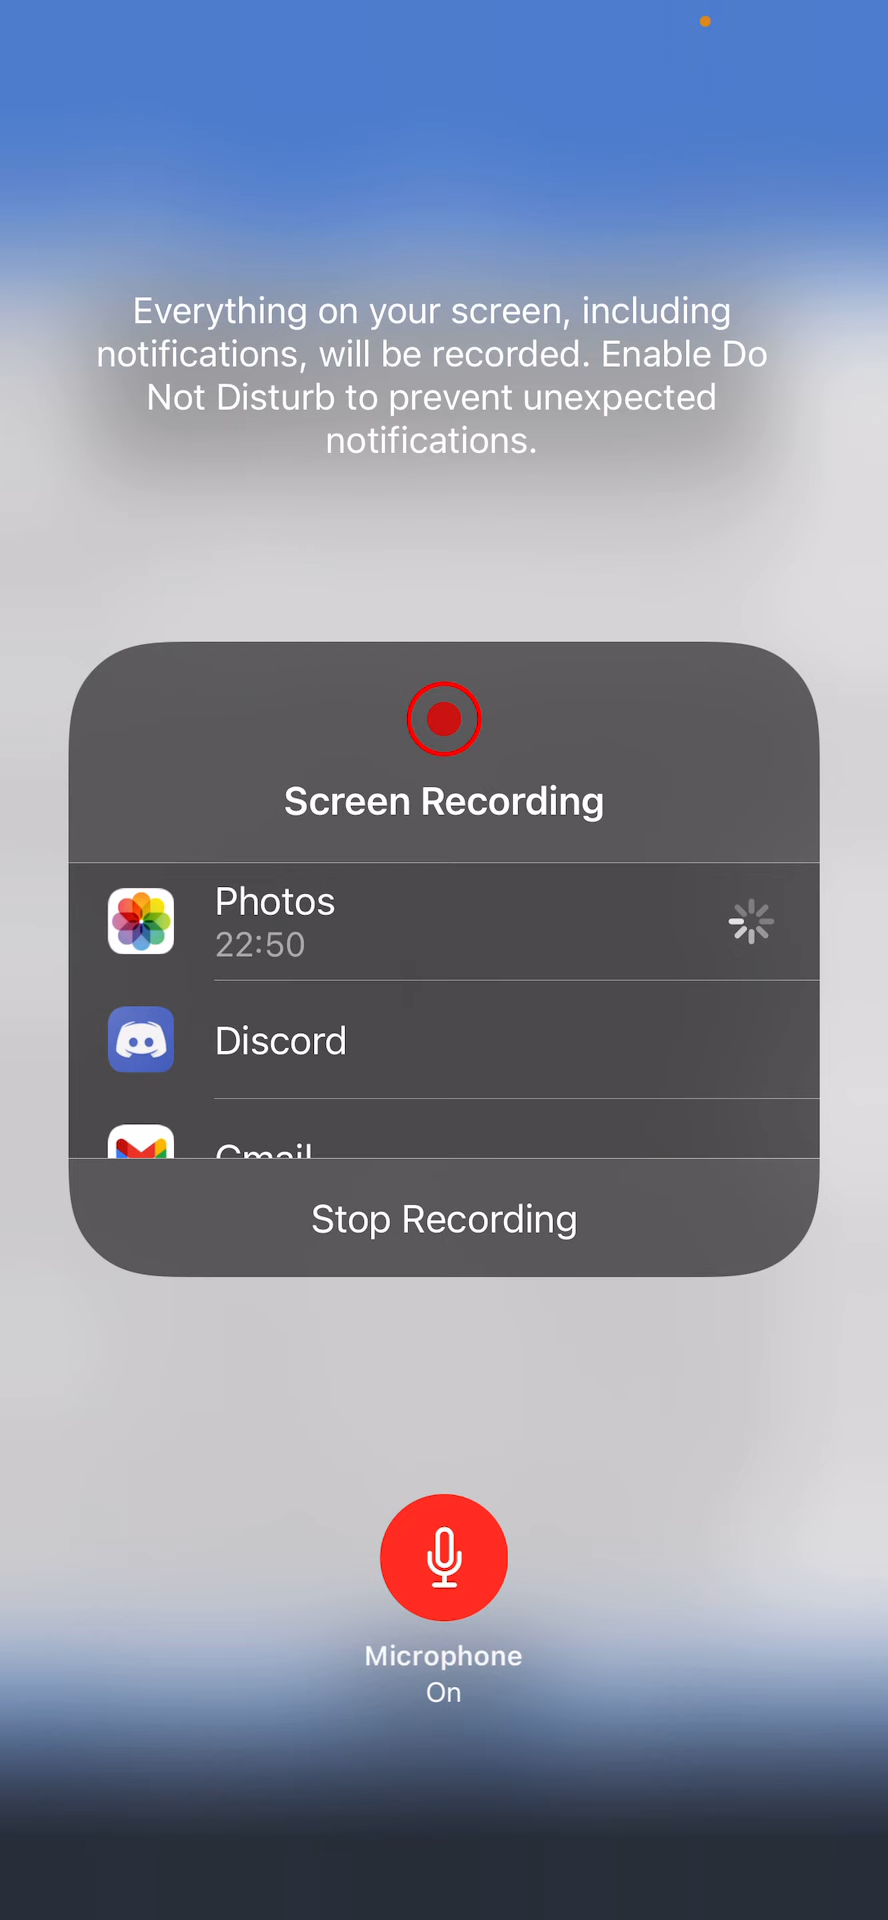 Everything on your screen, including
notifications, will be recorded. Enable Do
Not Disturb to prevent unexpected
notifications.
Screen Recording
Photos
22:50
Discord
Gmail
Stop Recording
Microphone
On